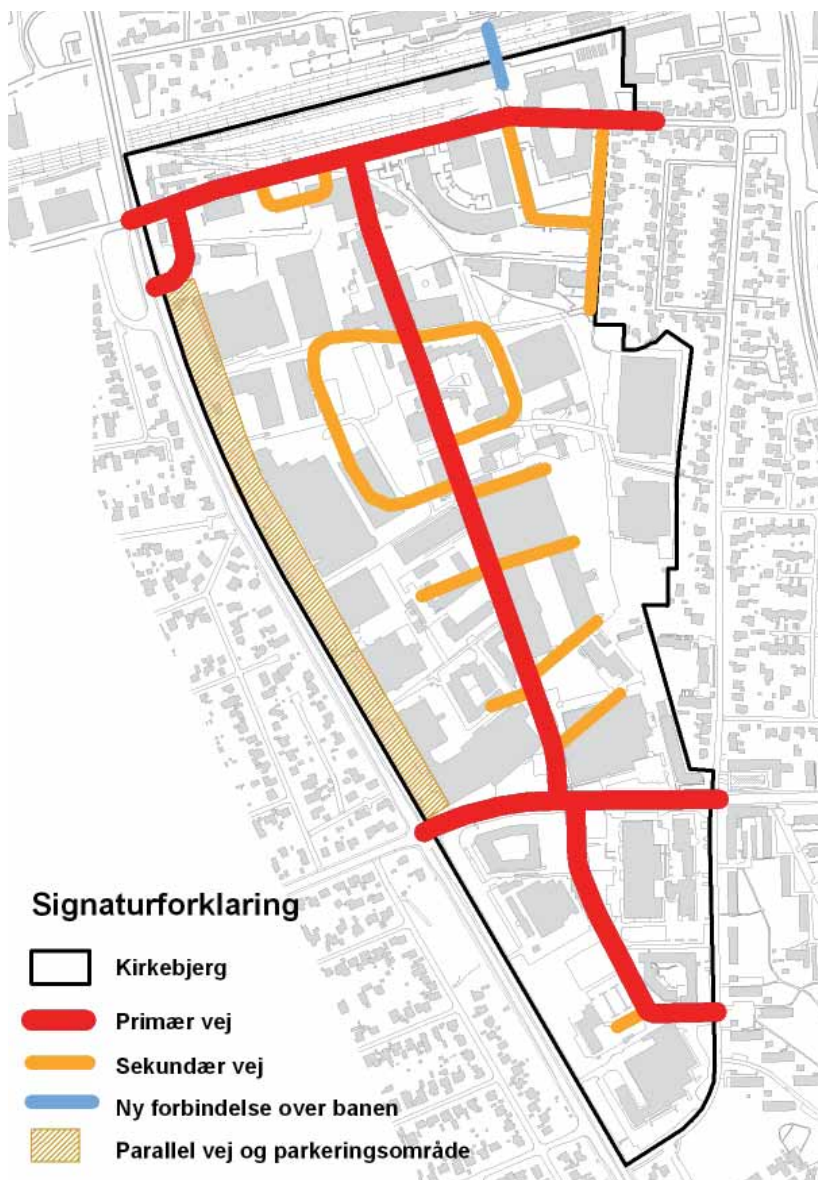 Signaturforklaring
Kirkebjerg
Primær vej
Sekundær vej
Ny forbindelse over banen
Parallel vej og parkeringsområde